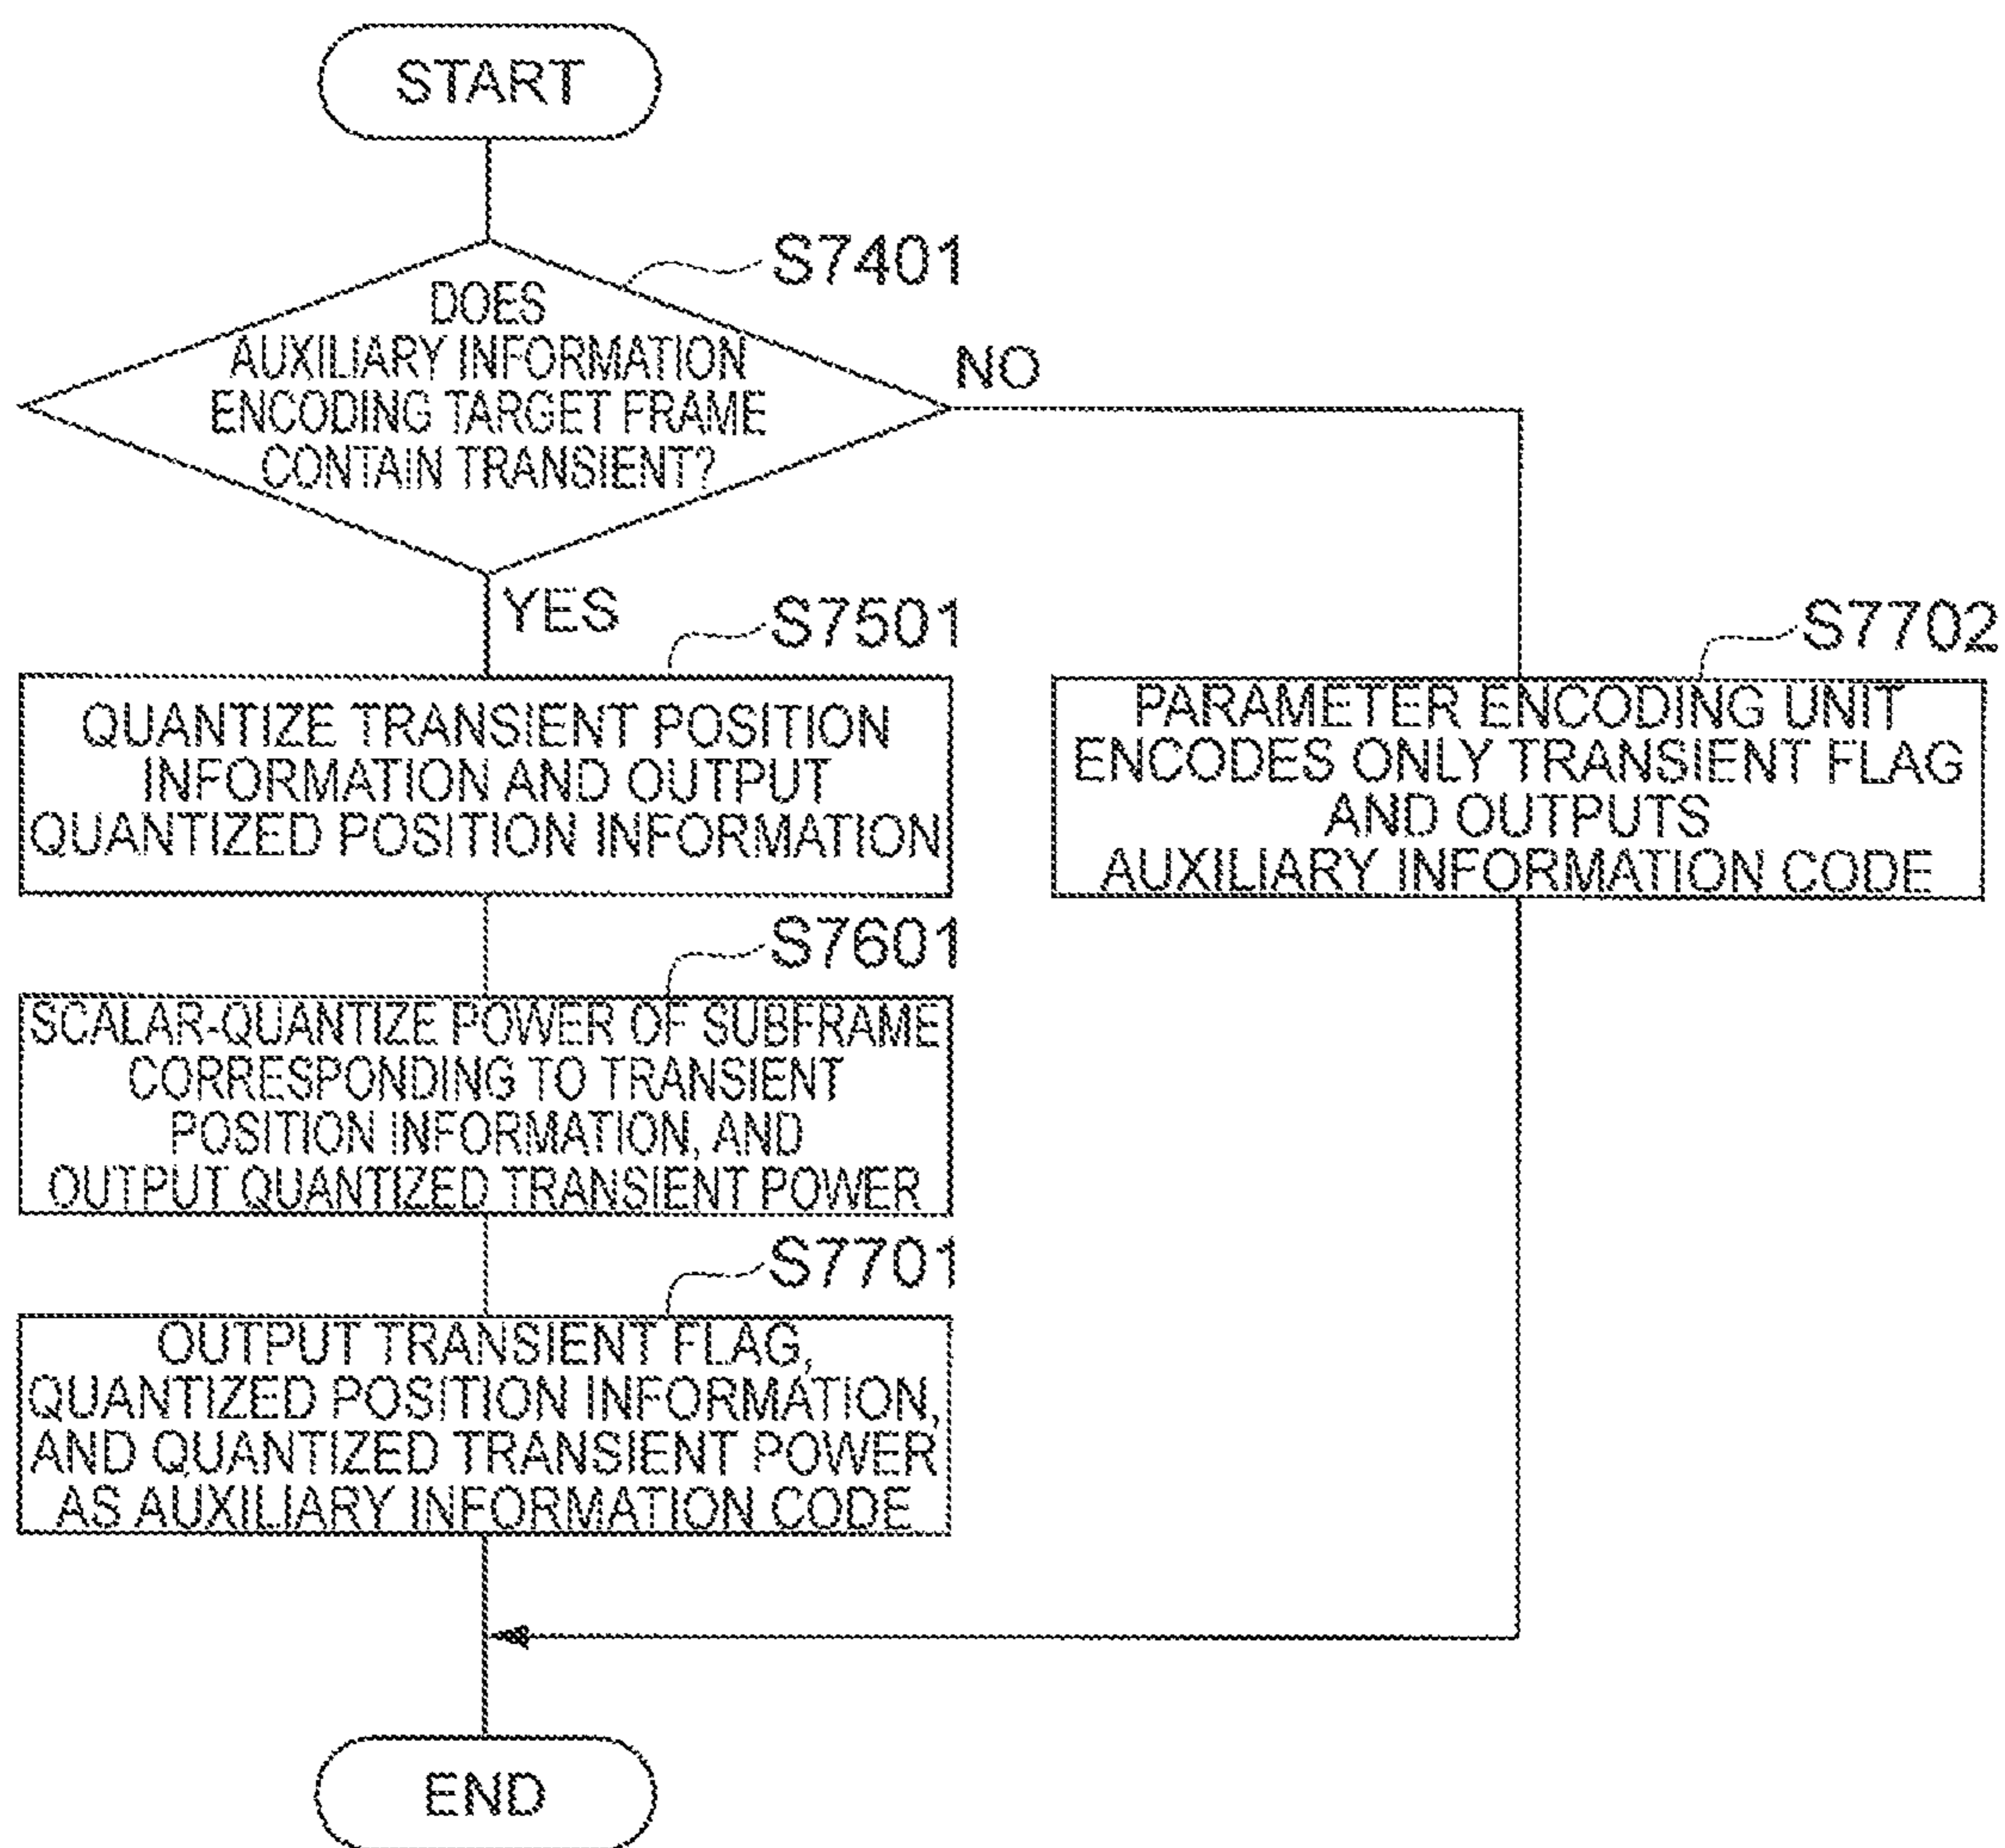 START
S7401
DOES
AUXILIARY INFORMATION
ENCODING TARGET FRAME
CONTAIN TRANSIENT?
NO
YES
S7501
QUANTIZE TRANSIENT POSITION
INFORMATION AND OUTPUT
QUANTIZED POSITION INFORMATION
S7702
PARAMETER ENCODING UNIT
ENCODES ONLY TRANSIENT FLAG
AND OUTPUTS
AUXILIARY INFORMATION CODE
S7601
SCALAR-QUANTIZE POWER OF SUBFRAME
CORRESPONDING TO TRANSIENT
POSITION INFORMATION, AND
OUTPUT QUANTIZED TRANSIENT POWER
S7701
OUTPUT TRANSIENT FLAG,
QUANTIZED POSITION INFORMATION,
AND QUANTIZED TRANSIENT POWER
AS AUXILIARY INFORMATION CODE
END